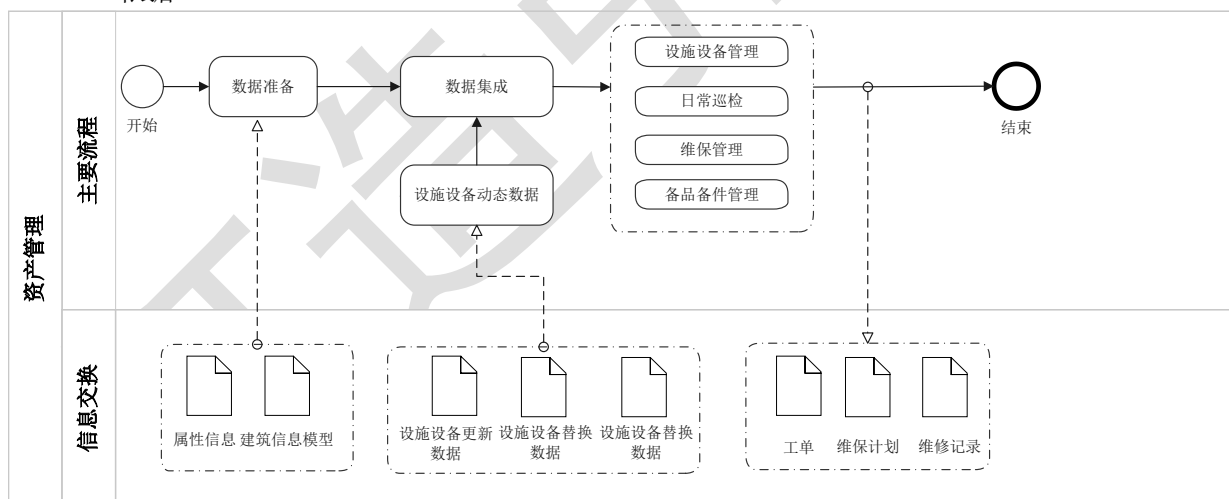 资产管理
主要流程
开始
数据准备
数据集成
设施设备动态数据
设施设备管理
日常巡检
维保管理
备品备件管理
结束
信息交换
属性信息
建筑信息模型
设施设备更新
数据
设施设备替换
数据
设施设备替换
数据
工单
维保计划
维修记录